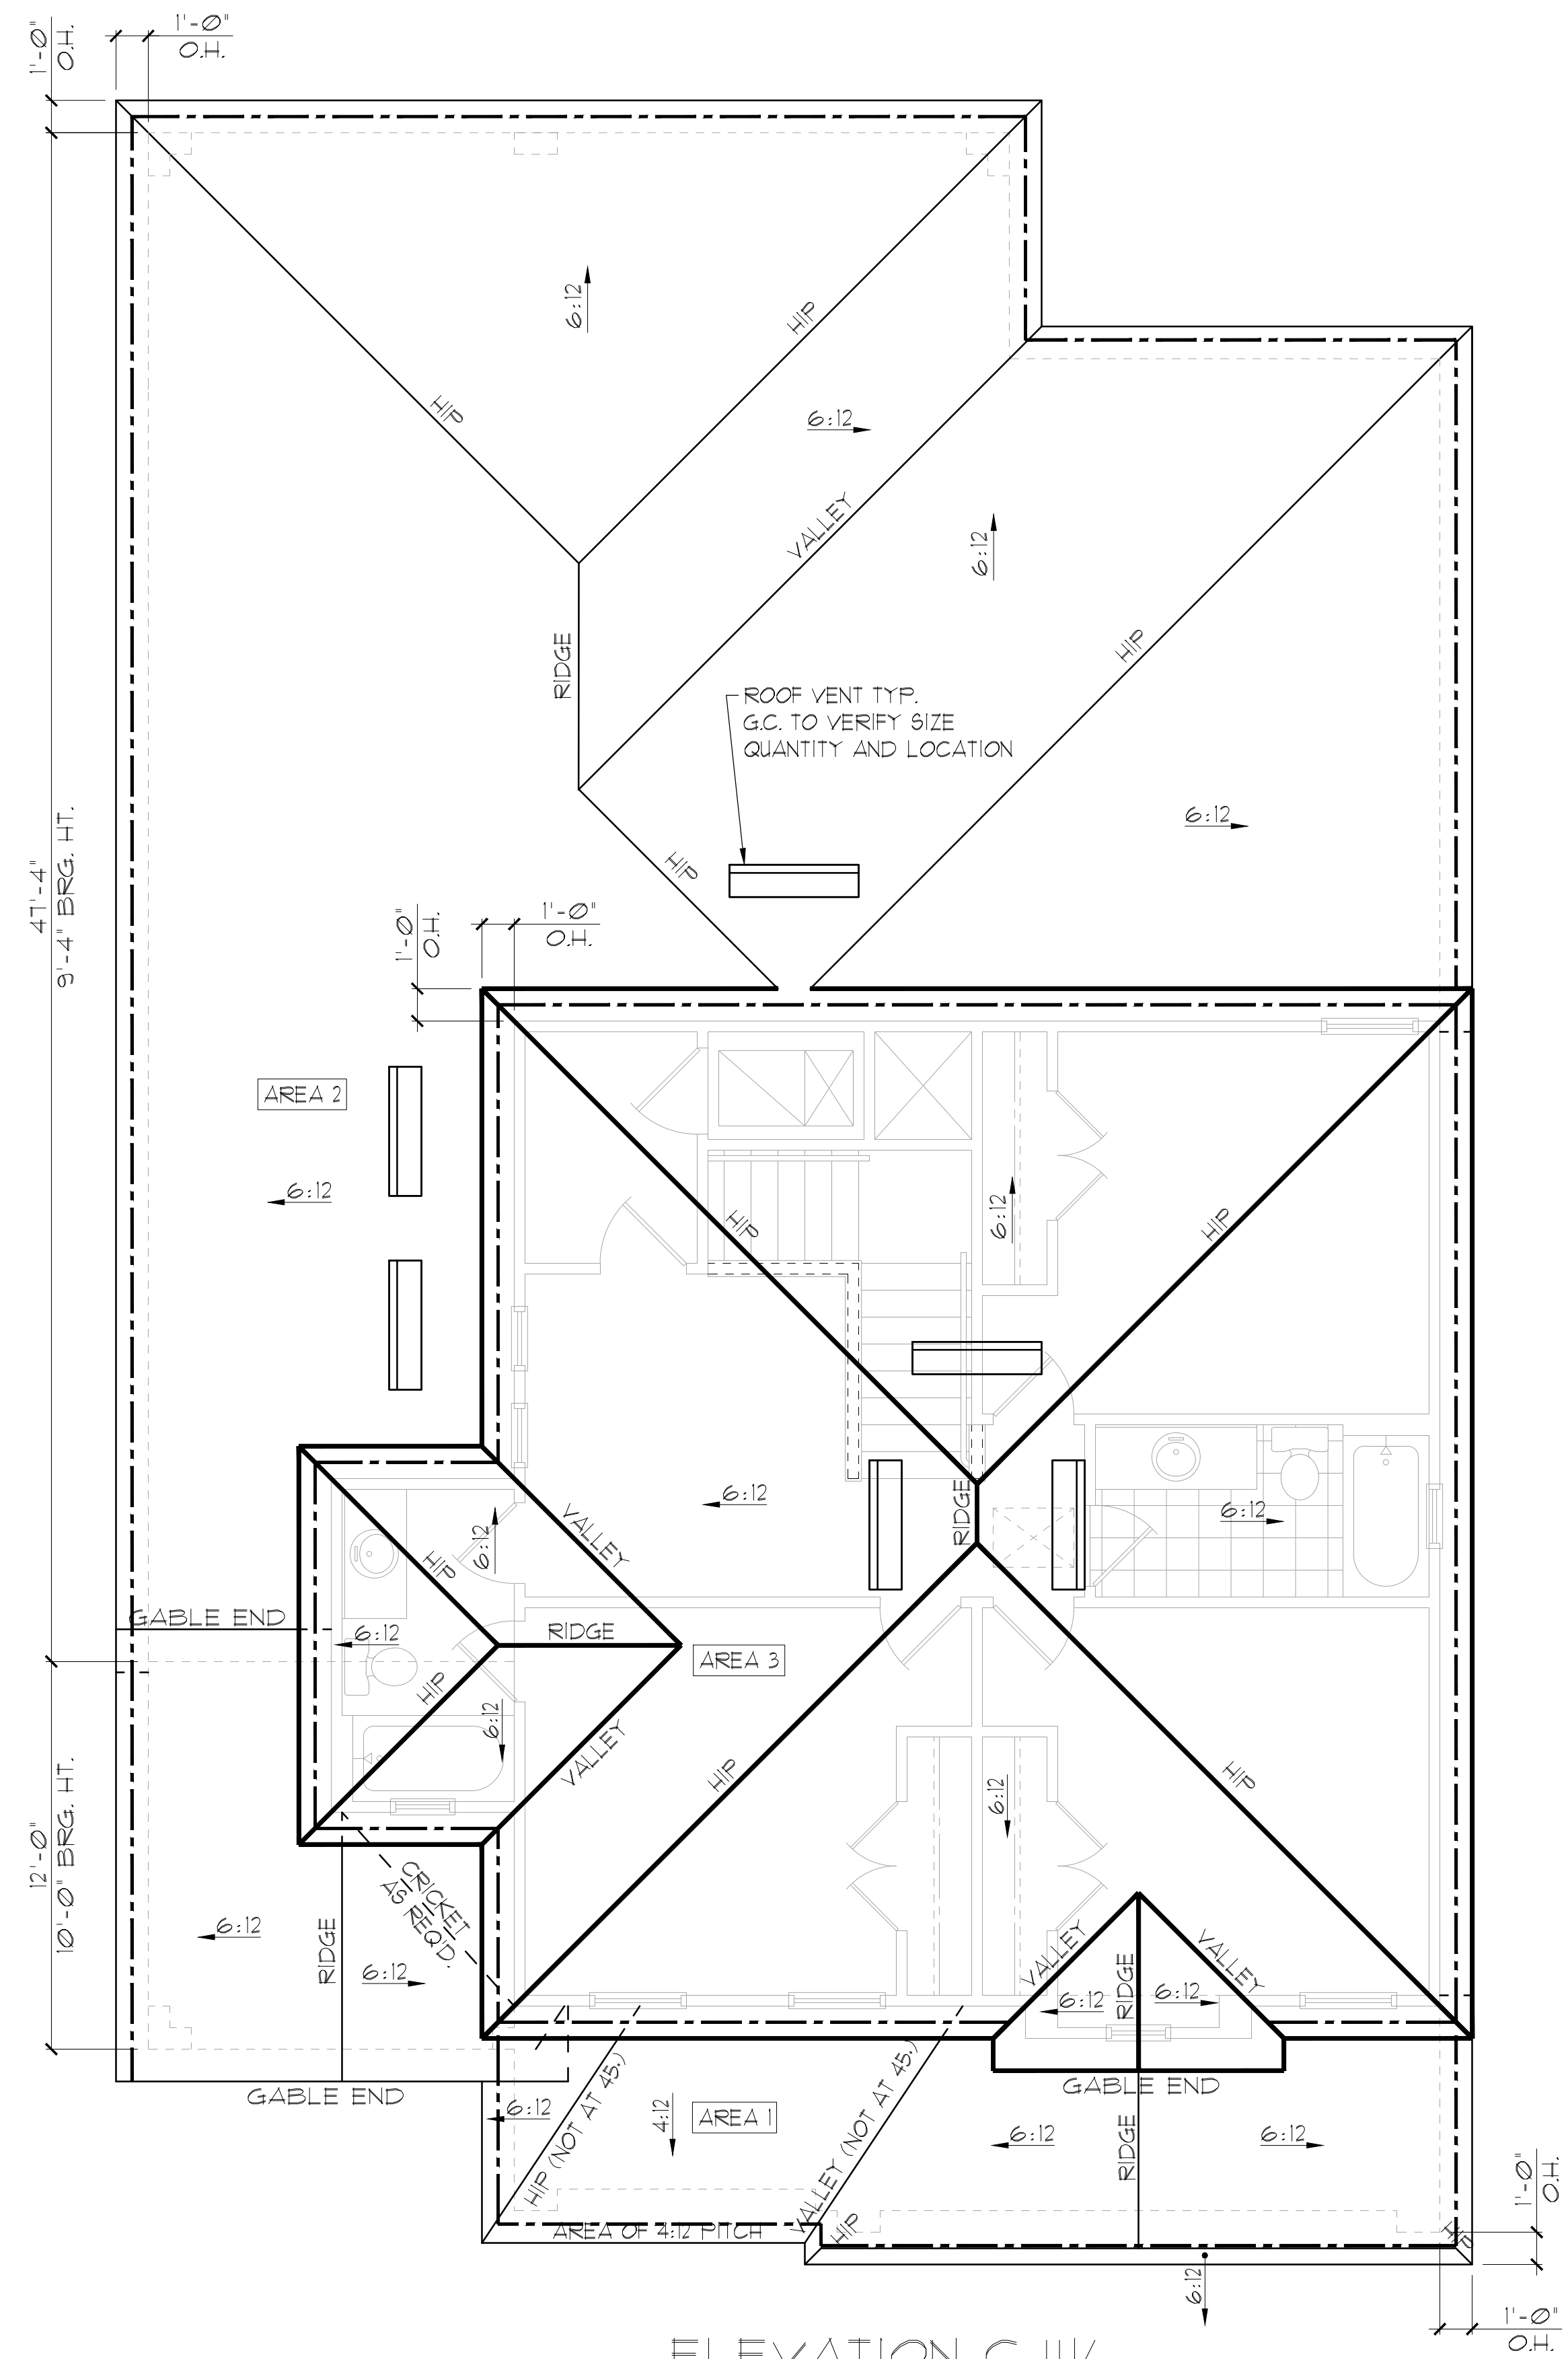 1'-0"
O.H.
1'-0"
O.H.
6:12
HIP
HIP
6:12
VALLEY
6:12
HIP
RIDGE
ROOF VENT TYP.
G.C. TO VERIFY SIZE
QUANTITY AND LOCATION
6:12
HIP
47'-4"
9'-4" BRG. HT.
1'-0"
O.H.
1'-0"
O.H.
AREA 2
6:12
HIP
6:12
HIP
6:12
RIDGE
6:12
VALLEY
6:12
HIP
GABLE END
6:12
RIDGE
AREA 3
HIP
6:12
VALLEY
HIP
6:12
HIP
12'-0"
10'-0" BRG. HT.
CRICKET
AS REQ'D.
6:12
RIDGE
6:12
VALLEY
RIDGE
VALLEY
6:12
6:12
GABLE END
GABLE END
6:12
HIP (NOT AT 45.)
4:12
AREA 1
VALLEY (NOT AT 45.)
6:12
RIDGE
6:12
AREA OF 4:12 PITCH
HIP
HIP
1'-0"
O.H.
6:12
1'-0"
O.H.